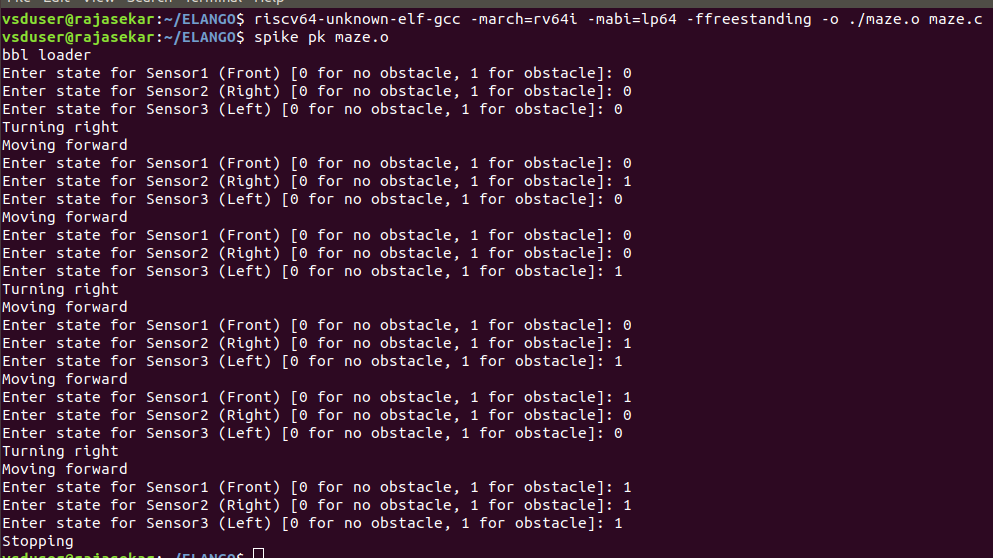 File Edit View Search Terminal Help
vsduser@rajasekar:~/ELANGO$ riscv64-unknown-elf-gcc -march=rv64i -mabi=lp64 -ffreestanding -o ./maze.o maze.c
vsduser@rajasekar:~/ELANGO$ spike pk maze.o
bbl loader
Enter state for Sensor1 (Front) [0 for no obstacle, 1 for obstacle]: 0
Enter state for Sensor2 (Right) [0 for no obstacle, 1 for obstacle]: 0
Enter state for Sensor3 (Left) [0 for no obstacle, 1 for obstacle]: 0
Turning right
Moving forward
Enter state for Sensor1 (Front) [0 for no obstacle, 1 for obstacle]: 0
Enter state for Sensor2 (Right) [0 for no obstacle, 1 for obstacle]: 1
Enter state for Sensor3 (Left) [0 for no obstacle, 1 for obstacle]: 0
Moving forward
Enter state for Sensor1 (Front) [0 for no obstacle, 1 for obstacle]: 0
Enter state for Sensor2 (Right) [0 for no obstacle, 1 for obstacle]: 0
Enter state for Sensor3 (Left) [0 for no obstacle, 1 for obstacle]: 1
Turning right
Moving forward
Enter state for Sensor1 (Front) [0 for no obstacle, 1 for obstacle]: 0
Enter state for Sensor2 (Right) [0 for no obstacle, 1 for obstacle]: 1
Enter state for Sensor3 (Left) [0 for no obstacle, 1 for obstacle]: 1
Moving forward
Enter state for Sensor1 (Front) [0 for no obstacle, 1 for obstacle]: 1
Enter state for Sensor2 (Right) [0 for no obstacle, 1 for obstacle]: 0
Enter state for Sensor3 (Left) [0 for no obstacle, 1 for obstacle]: 0
Turning right
Moving forward
Enter state for Sensor1 (Front) [0 for no obstacle, 1 for obstacle]: 1
Enter state for Sensor2 (Right) [0 for no obstacle, 1 for obstacle]: 1
Enter state for Sensor3 (Left) [0 for no obstacle, 1 for obstacle]: 1
Stopping
vsduser@rajasekar:~/ELANGO$